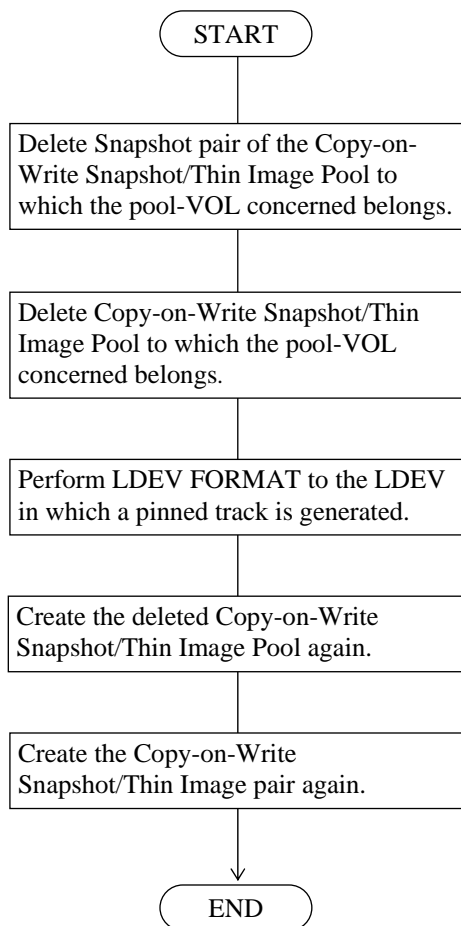 START
Delete Snapshot pair of the Copy-on-
Write Snapshot/Thin Image Pool to
which the pool-VOL concerned belongs.
Delete Copy-on-Write Snapshot/Thin
Image Pool to which the pool-VOL
concerned belongs.
Perform LDEV FORMAT to the LDEV
in which a pinned track is generated.
Create the deleted Copy-on-Write
Snapshot/Thin Image Pool again.
Create the Copy-on-Write
Snapshot/Thin Image pair again.
END